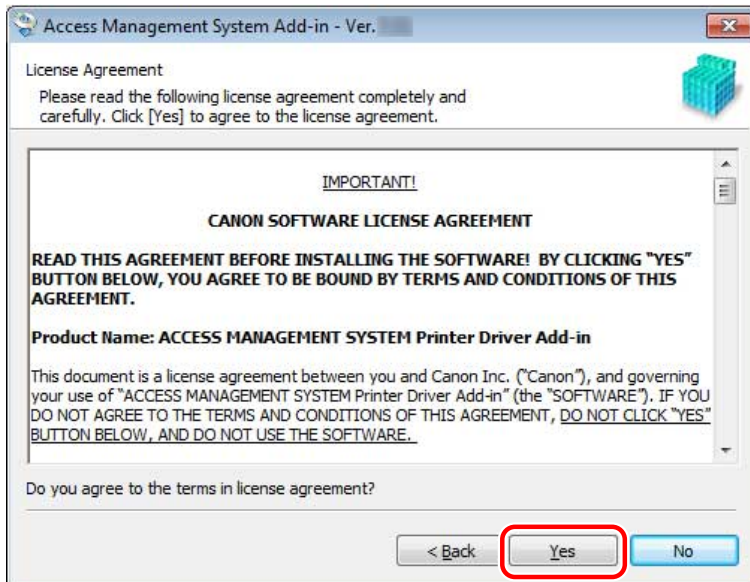 Access Management System Add-in - Ver.
License Agreement
Please read the following license agreement completely and
carefully. Click [Yes] to agree to the license agreement.
IMPORTANT!
CANON SOFTWARE LICENSE AGREEMENT
READ THIS AGREEMENT BEFORE INSTALLING THE SOFTWARE!  BY CLICKING "YES"
BUTTON BELOW, YOU AGREE TO BE BOUND BY TERMS AND CONDITIONS OF THIS
AGREEMENT.
Product Name: ACCESS MANAGEMENT SYSTEM Printer Driver Add-in
This document is a license agreement between you and Canon Inc. ("Canon"), and governing
your use of "ACCESS MANAGEMENT SYSTEM Printer Driver Add-in" (the "SOFTWARE"). IF YOU
DO NOT AGREE TO THE TERMS AND CONDITIONS OF THIS AGREEMENT, DO NOT CLICK "YES"
BUTTON BELOW, AND DO NOT USE THE SOFTWARE.
Do you agree to the terms in license agreement?
< Back
Yes
No